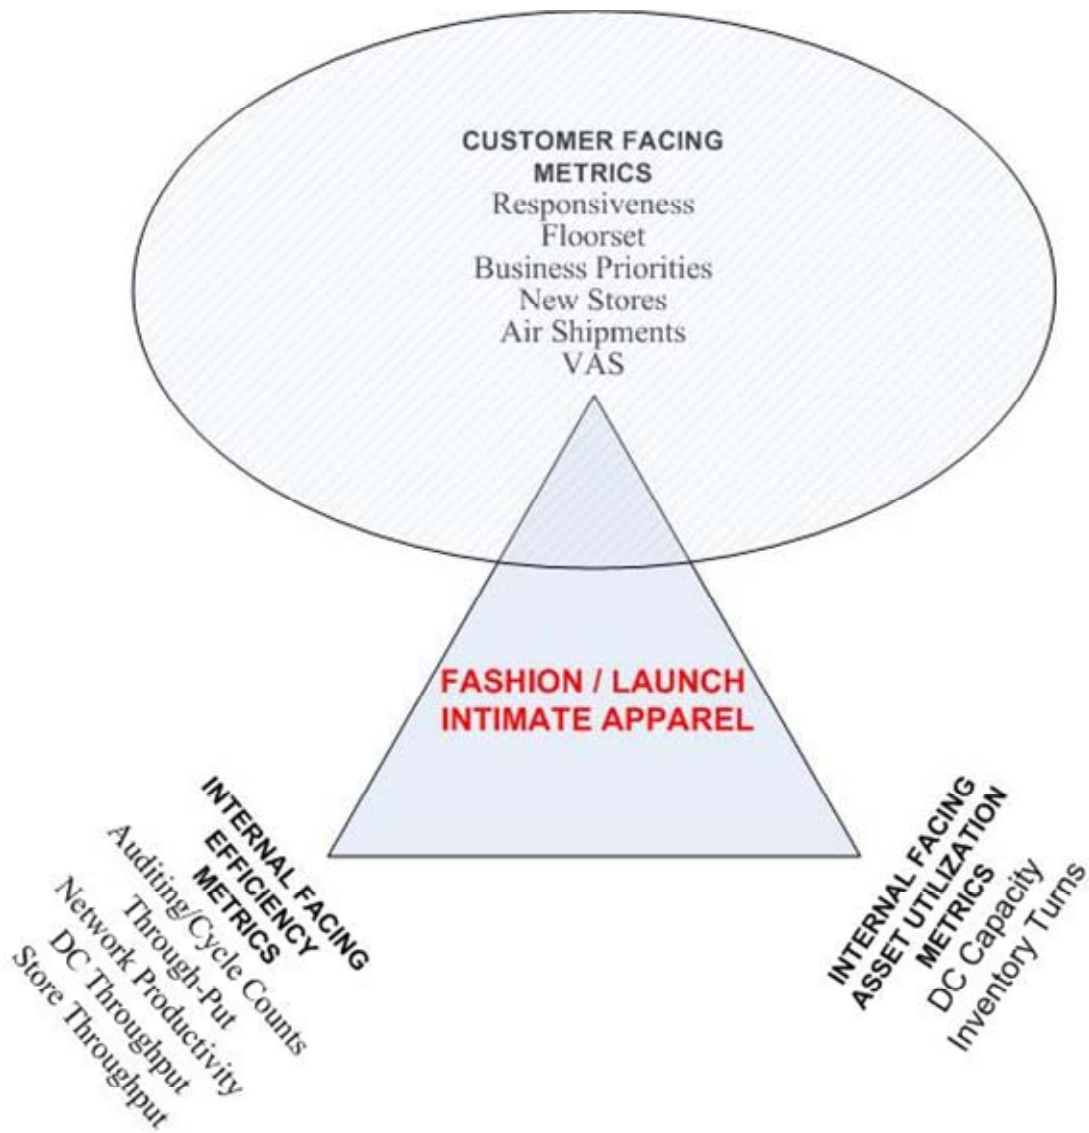 CUSTOMER FACING
METRICS
Responsiveness
Floorset
Business Priorities
New Stores
Air Shipments
VAS
FASHION / LAUNCH
INTIMATE APPAREL
INTERNAL FACING
EFFICIENCY
METRICS
Auditing/Cycle Counts
Through-Put
Network Productivity
DC Throughput
Store Throughput
INTERNAL FACING
ASSET UTILIZATION
METRICS
DC Capacity
Inventory Turns